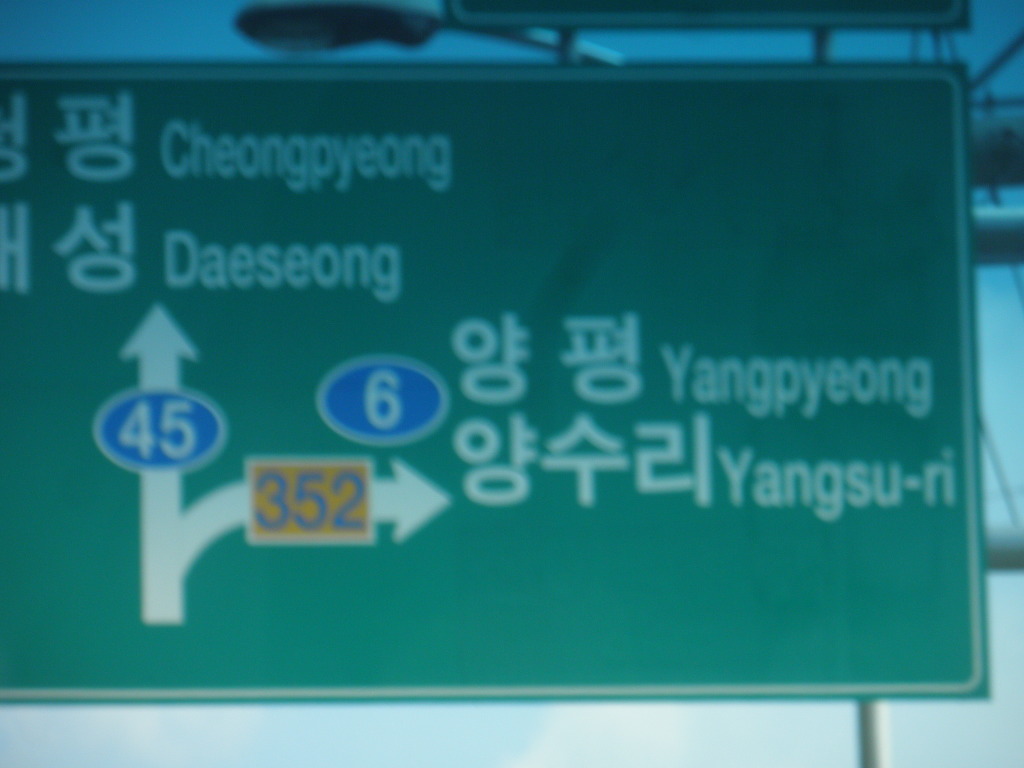 평 Cheongpyeong
성 Daeseong
양 평 Yangpyeong
6
45
양수리 Yangsu-ri
352